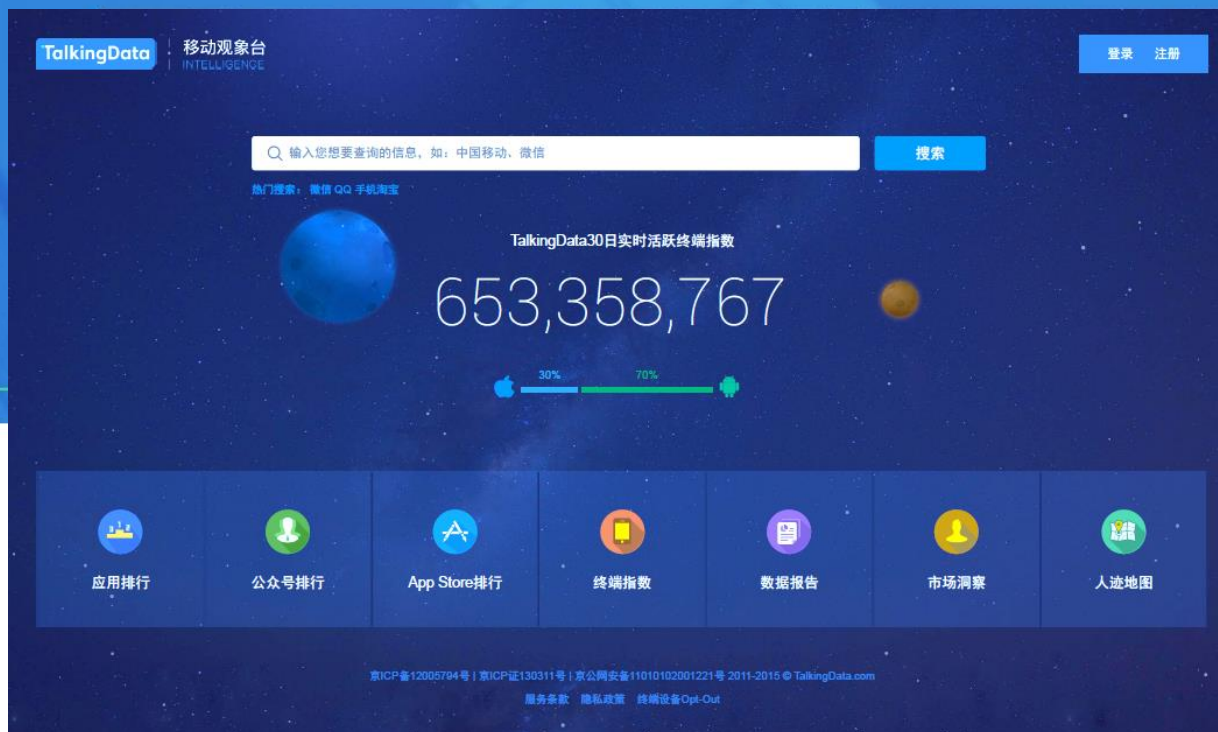 TalkingData 移动观象台
INTELLIGENCE
登录 注册
输入您想要查询的信息，如：中国移动、微信
搜索
热门搜索： 微信 QQ 手机淘宝
TalkingData30日实时活跃终端指数
653,358,767
30% 70%
应用排行 公众号排行 App Store排行 终端指数 数据报告 市场洞察 人迹地图
京ICP备12005794号 | 京ICP证130311号 | 京公网安备11010102001221号 2011-2015 © TalkingData.com
服务条款 隐私政策 终端设备Opt-Out